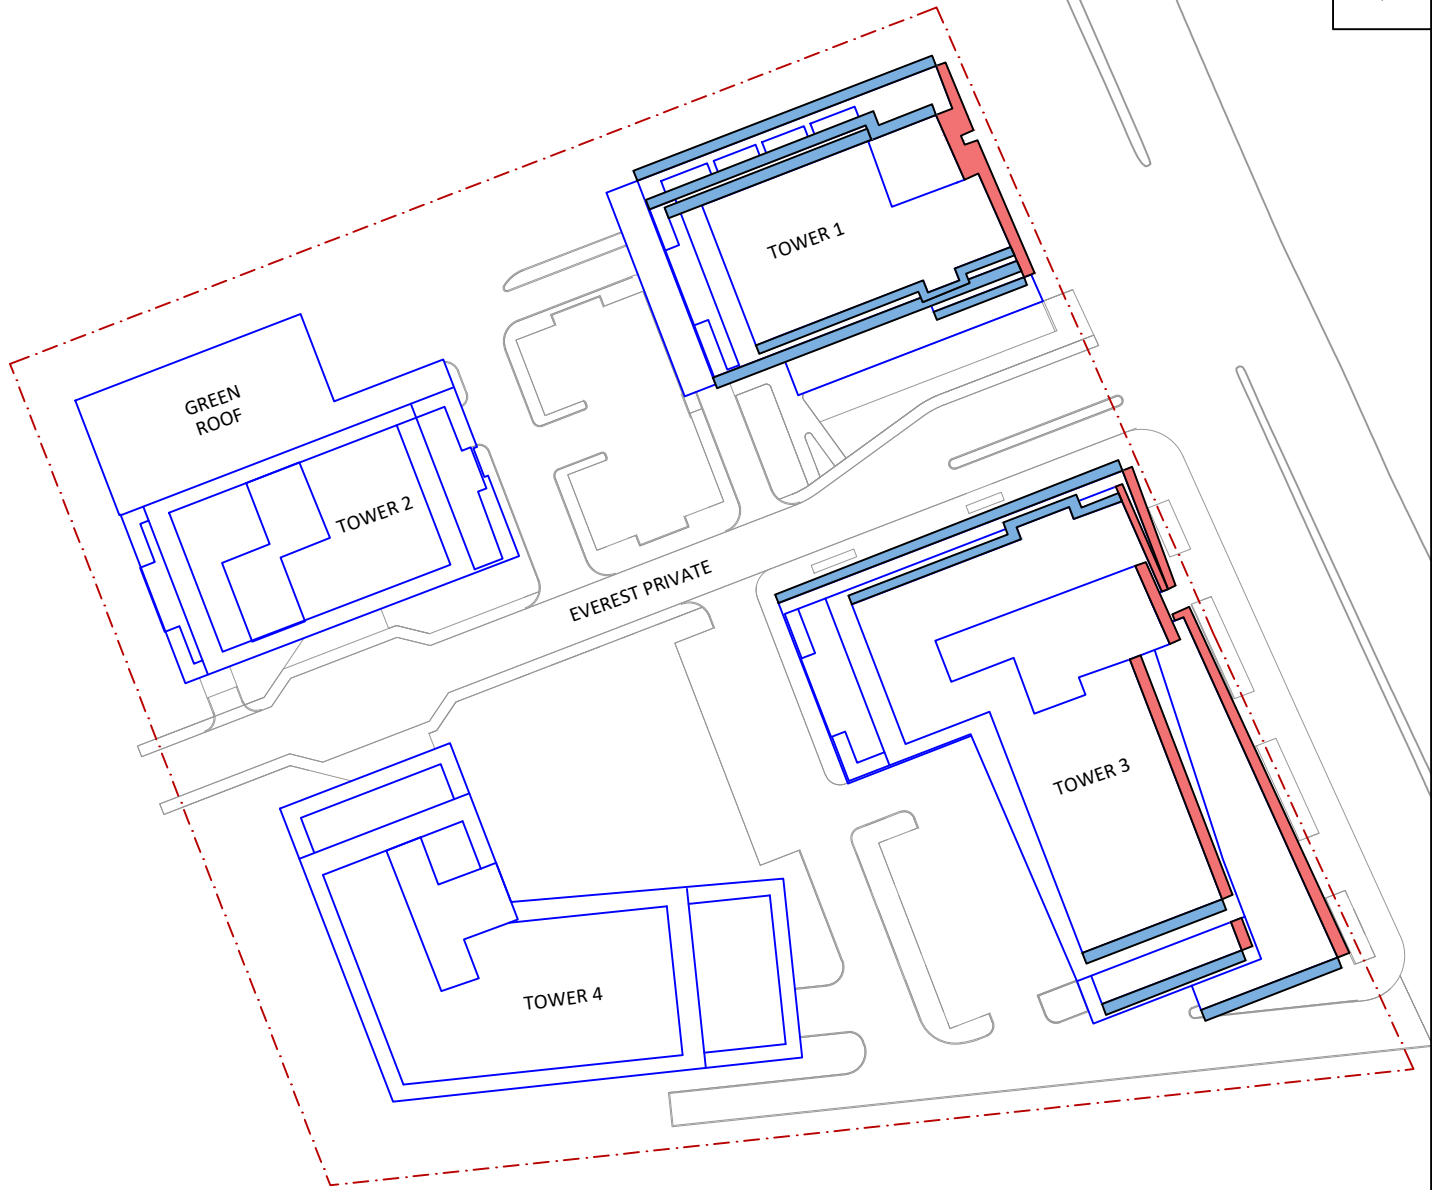 TOWER 1
GREEN
ROOF
TOWER 2
EVEREST PRIVATE
TOWER 3
TOWER 4